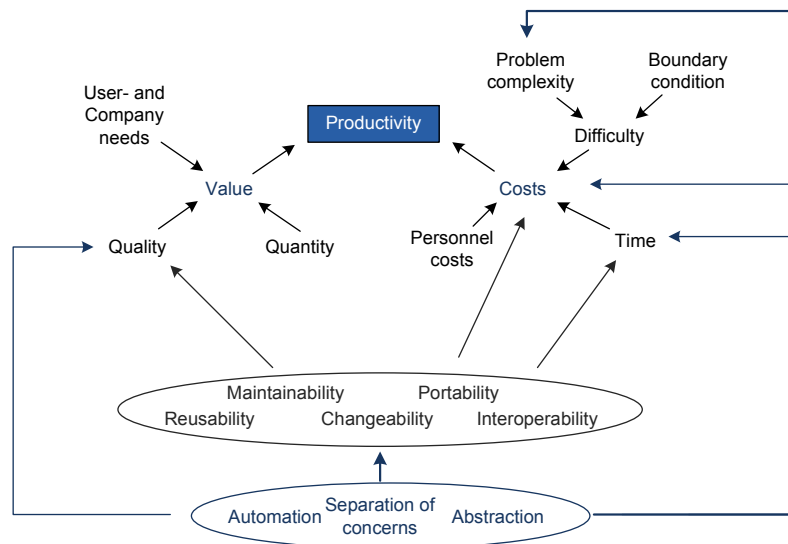 Problem
complexity
Boundary
condition
User- and
Company
needs
Productivity
Difficulty
Value
Costs
Quality
Quantity
Personnel
costs
Time
Maintainability
Portability
Reusability
Changeability
Interoperability
Automation
Separation of
concerns
Abstraction